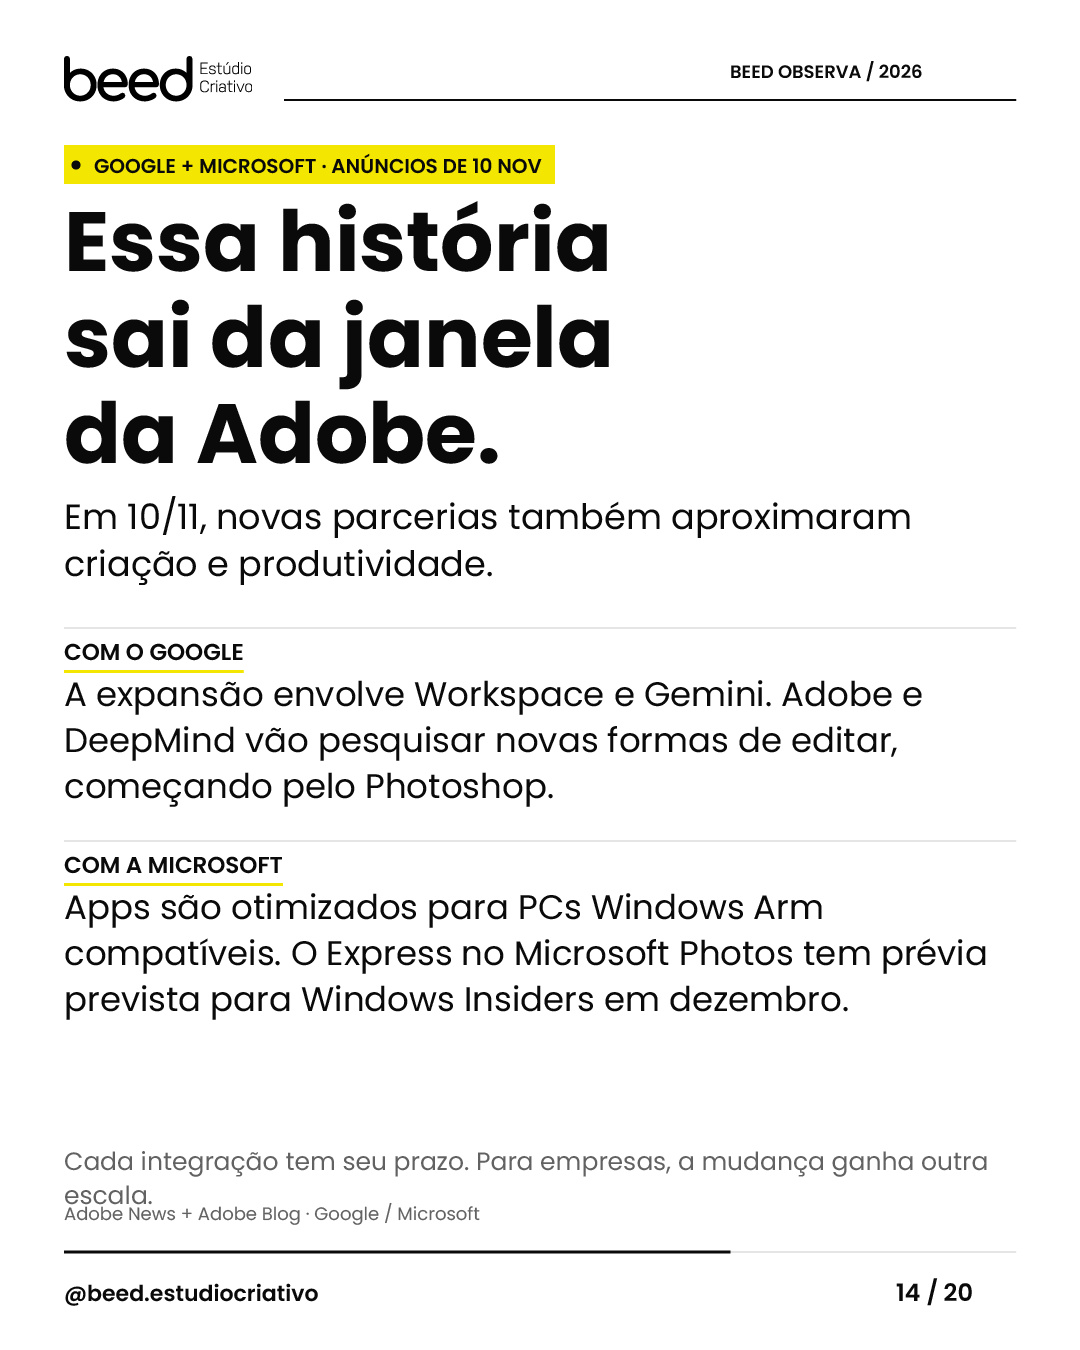 beed Estúdio
Criativo
BEED OBSERVA / 2026
• GOOGLE + MICROSOFT · ANÚNCIOS DE 10 NOV
Essa história
sai da janela
da Adobe.
Em 10/11, novas parcerias também aproximaram
criação e produtividade.
COM O GOOGLE
A expansão envolve Workspace e Gemini. Adobe e
DeepMind vão pesquisar novas formas de editar,
começando pelo Photoshop.
COM A MICROSOFT
Apps são otimizados para PCs Windows Arm
compatíveis. O Express no Microsoft Photos tem prévia
prevista para Windows Insiders em dezembro.
Cada integração tem seu prazo. Para empresas, a mudança ganha outra
escala.
Adobe News + Adobe Blog · Google / Microsoft
@beed.estudiocriativo
14 / 20